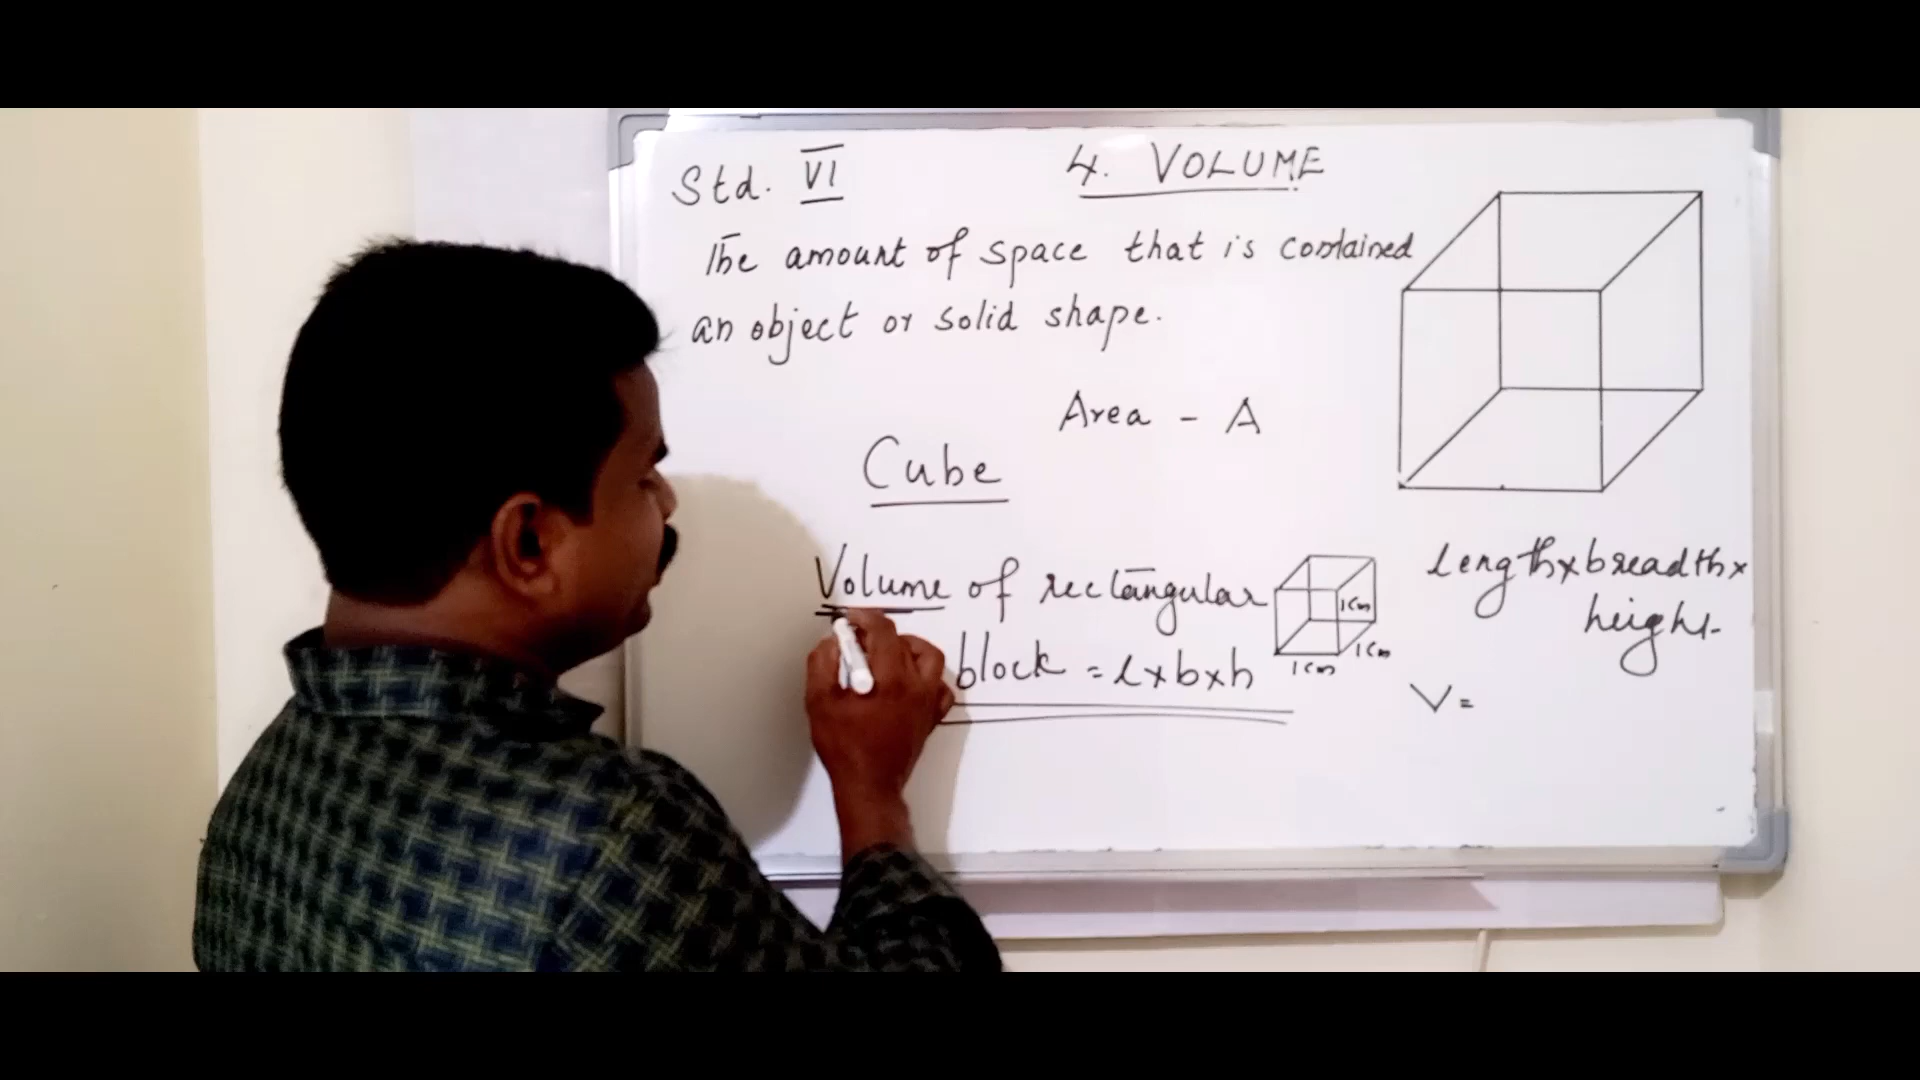 Std. VI
4. VOLUME
The amount of space that is contained
an object or solid shape.
Area - A
Cube
Volume of rectangular
block = l x b x h
1cm
1cm
1cm
length x breadth x
height.
V =